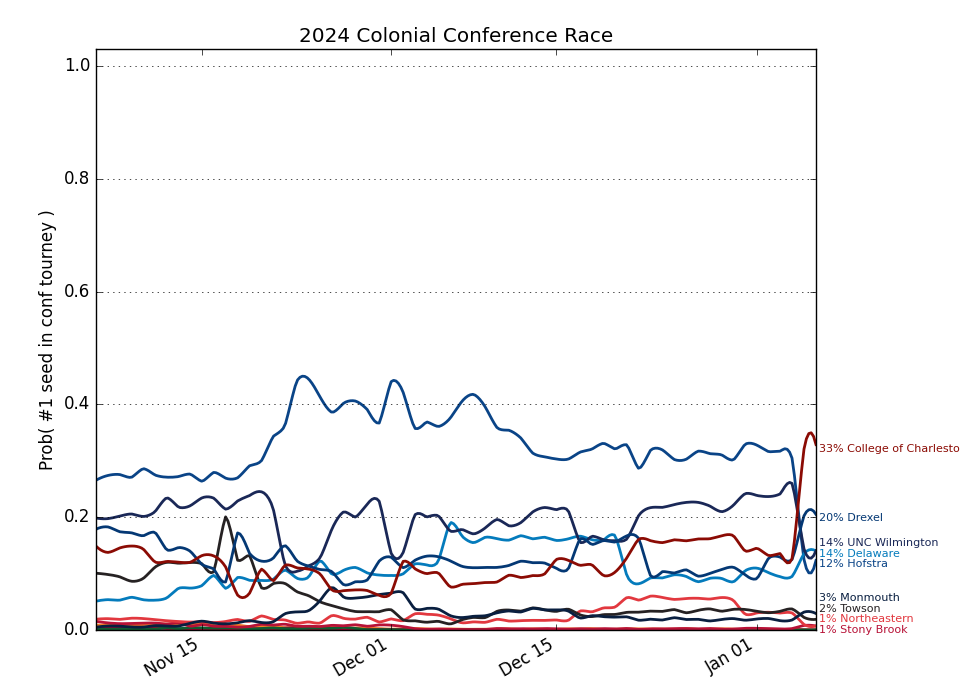 2024 Colonial Conference Race
Prob( #1 seed in conf tourney )
1.0
0.8
0.6
0.4
0.2
0.0
Nov 15
Dec 01
Dec 15
Jan 01
33% College of Charlesto
20% Drexel
14% UNC Wilmington
14% Delaware
12% Hofstra
3% Monmouth
2% Towson
1% Northeastern
1% Stony Brook